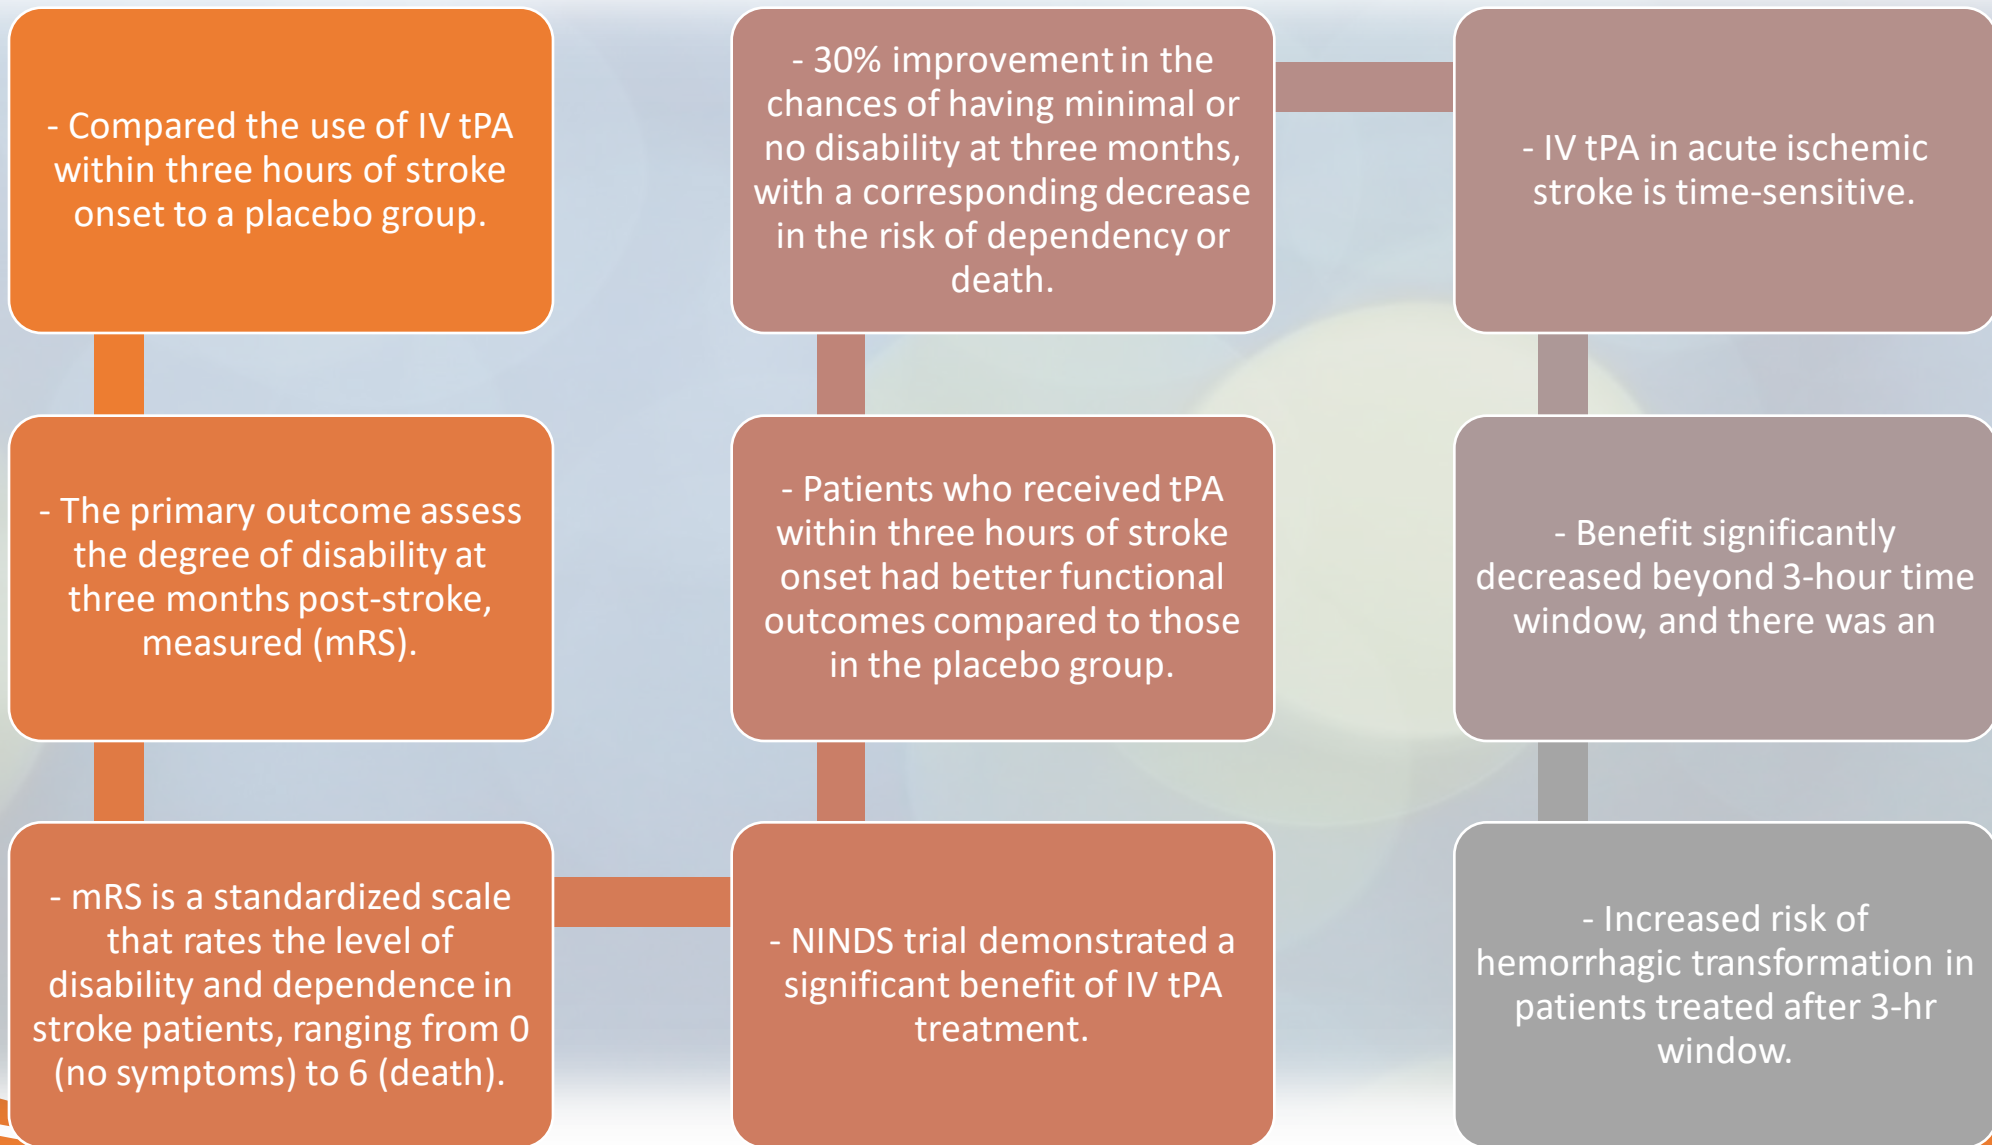 - Compared the use of IV tPA
within three hours of stroke
onset to a placebo group.
- The primary outcome assess
the degree of disability at
three months post-stroke,
measured (mRS).
- mRS is a standardized scale
that rates the level of
disability and dependence in
stroke patients, ranging from 0
(no symptoms) to 6 (death).
- NINDS trial demonstrated a
significant benefit of IV tPA
treatment.
- Patients who received tPA
within three hours of stroke
onset had better functional
outcomes compared to those
in the placebo group.
- 30% improvement in the
chances of having minimal or
no disability at three months,
with a corresponding decrease
in the risk of dependency or
death.
- IV tPA in acute ischemic
stroke is time-sensitive.
- Benefit significantly
decreased beyond 3-hour time
window, and there was an
- Increased risk of
hemorrhagic transformation in
patients treated after 3-hr
window.